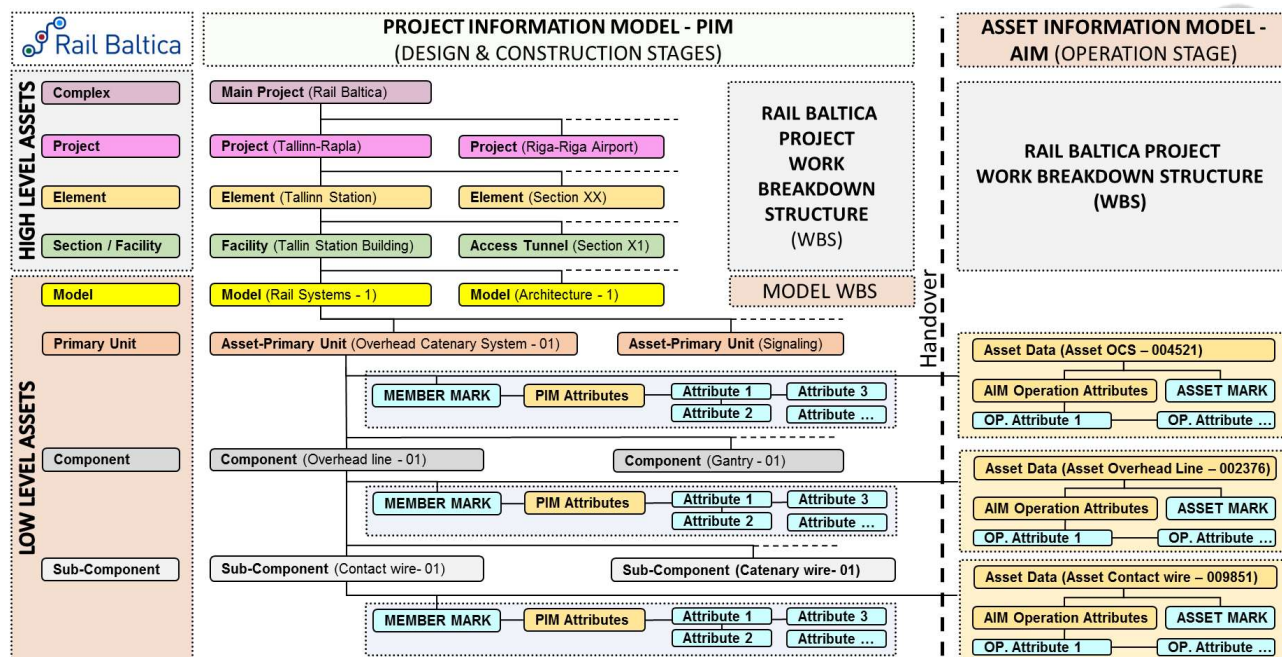 Rail Baltica
PROJECT INFORMATION MODEL - PIM
(DESIGN & CONSTRUCTION STAGES)
ASSET INFORMATION MODEL -
AIM (OPERATION STAGE)
HIGH LEVEL ASSETS
Complex
Main Project (Rail Baltica)
Project
Project (Tallinn-Rapla)
Project (Riga-Riga Airport)
Element
Element (Tallinn Station)
Element (Section XX)
Section / Facility
Facility (Tallin Station Building)
Access Tunnel (Section X1)
RAIL BALTICA
PROJECT
WORK
BREAKDOWN
STRUCTURE
(WBS)
RAIL BALTICA PROJECT
WORK BREAKDOWN STRUCTURE
(WBS)
LOW LEVEL ASSETS
Model
Model (Rail Systems - 1)
Model (Architecture - 1)
MODEL WBS
Handover
Primary Unit
Asset-Primary Unit (Overhead Catenary System - 01)
Asset-Primary Unit (Signaling)
MEMBER MARK
PIM Attributes
Attribute 1
Attribute 3
Attribute 2
Attribute ...
Asset Data (Asset OCS – 004521)
AIM Operation Attributes
ASSET MARK
OP. Attribute 1
OP. Attribute ...
Component
Component (Overhead line - 01)
Component (Gantry - 01)
MEMBER MARK
PIM Attributes
Attribute 1
Attribute 3
Attribute 2
Attribute ...
Asset Data (Asset Overhead Line – 002376)
AIM Operation Attributes
ASSET MARK
OP. Attribute 1
OP. Attribute ...
Sub-Component
Sub-Component (Contact wire- 01)
Sub-Component (Catenary wire- 01)
MEMBER MARK
PIM Attributes
Attribute 1
Attribute 3
Attribute 2
Attribute ...
Asset Data (Asset Contact wire – 009851)
AIM Operation Attributes
ASSET MARK
OP. Attribute 1
OP. Attribute ...